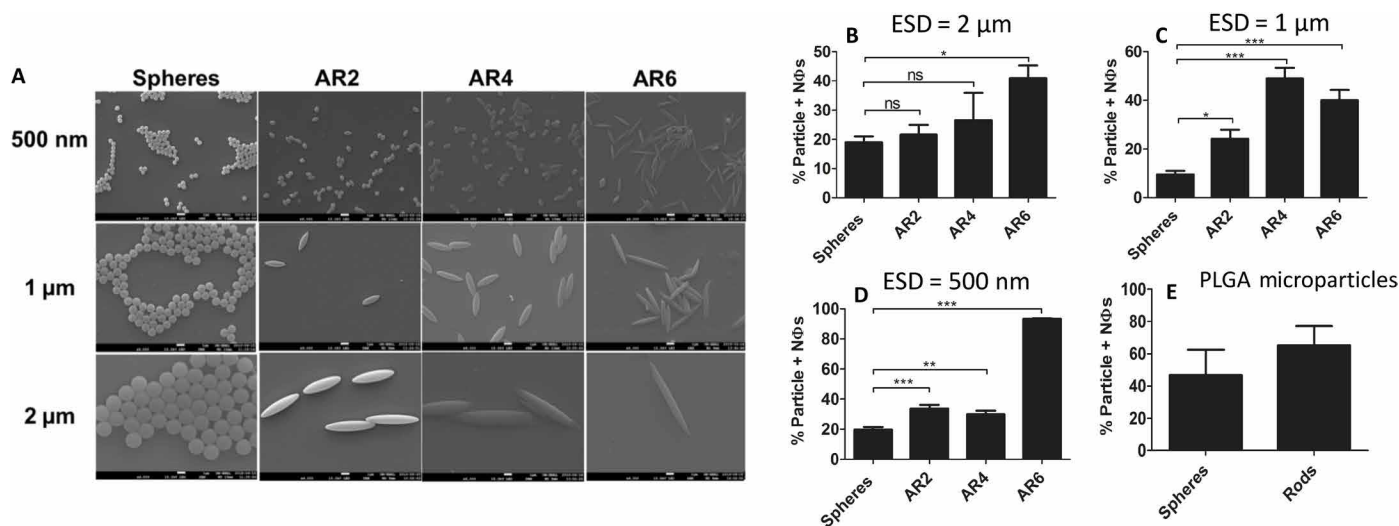 A
Spheres
AR2
AR4
AR6
500 nm
1 µm
2 µm
B
ESD = 2 µm
% Particle + NΦs
50
40
30
20
10
0
*
ns
ns
Spheres
AR2
AR4
AR6
C
ESD = 1 µm
% Particle + NΦs
60
40
20
0
***
***
*
Spheres
AR2
AR4
AR6
D
ESD = 500 nm
% Particle + NΦs
100
80
60
40
20
0
***
**
***
Spheres
AR2
AR4
AR6
E
PLGA microparticles
% Particle + NΦs
100
80
60
40
20
0
Spheres
Rods